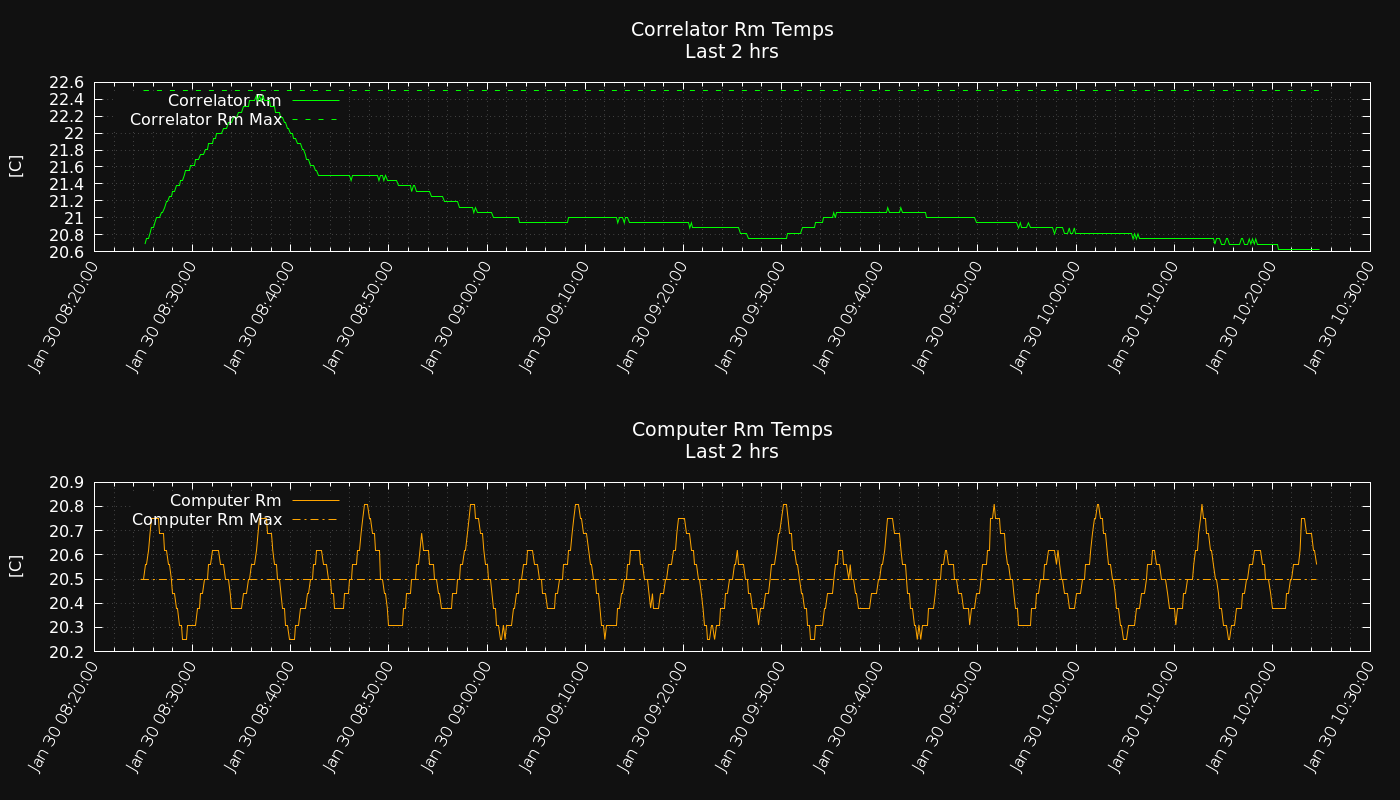 Correlator Rm Temps
Last 2 hrs
[C]
22.6
22.4
22.2
22
21.8
21.6
21.4
21.2
21
20.8
20.6
Correlator Rm
Correlator Rm Max
Jan 30 08:20:00
Jan 30 08:30:00
Jan 30 08:40:00
Jan 30 08:50:00
Jan 30 09:00:00
Jan 30 09:10:00
Jan 30 09:20:00
Jan 30 09:30:00
Jan 30 09:40:00
Jan 30 09:50:00
Jan 30 10:00:00
Jan 30 10:10:00
Jan 30 10:20:00
Jan 30 10:30:00
Computer Rm Temps
Last 2 hrs
[C]
20.9
20.8
20.7
20.6
20.5
20.4
20.3
20.2
Computer Rm
Computer Rm Max
Jan 30 08:20:00
Jan 30 08:30:00
Jan 30 08:40:00
Jan 30 08:50:00
Jan 30 09:00:00
Jan 30 09:10:00
Jan 30 09:20:00
Jan 30 09:30:00
Jan 30 09:40:00
Jan 30 09:50:00
Jan 30 10:00:00
Jan 30 10:10:00
Jan 30 10:20:00
Jan 30 10:30:00